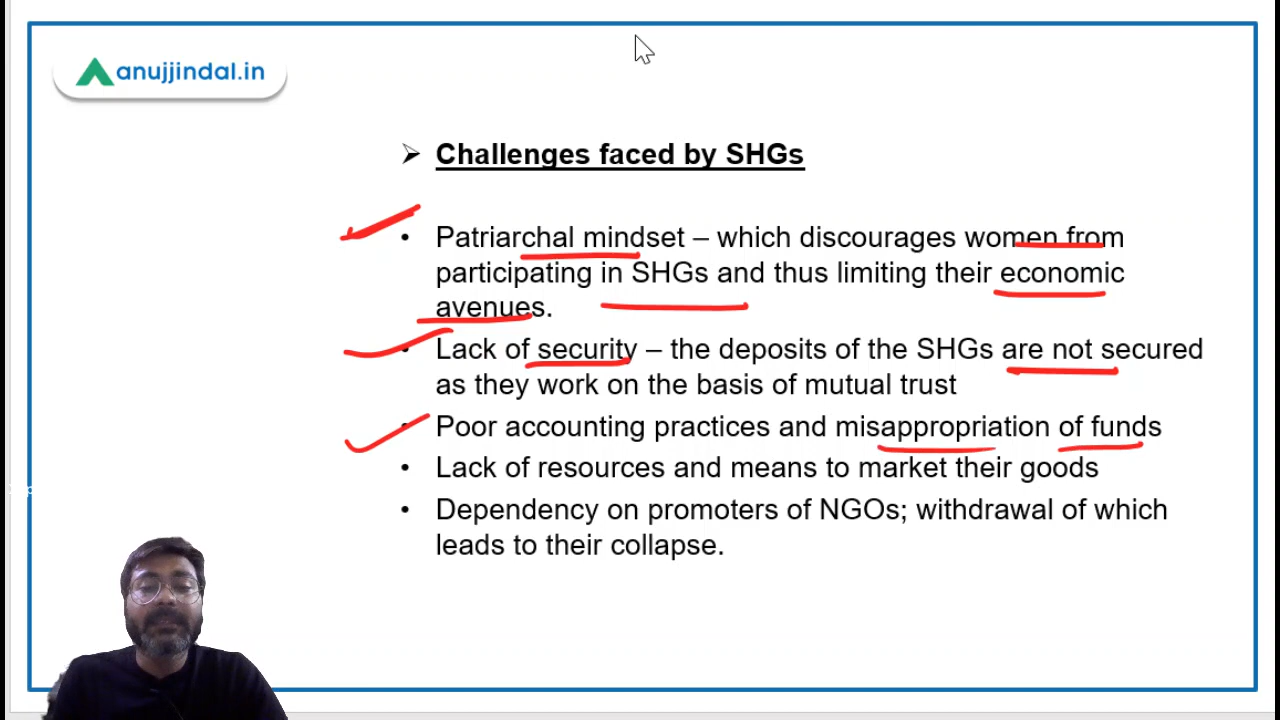 anujjindal.in
➢ Challenges faced by SHGs
• Patriarchal mindset – which discourages women from
participating in SHGs and thus limiting their economic
avenues.
• Lack of security – the deposits of the SHGs are not secured
as they work on the basis of mutual trust
• Poor accounting practices and misappropriation of funds
• Lack of resources and means to market their goods
• Dependency on promoters of NGOs; withdrawal of which
leads to their collapse.